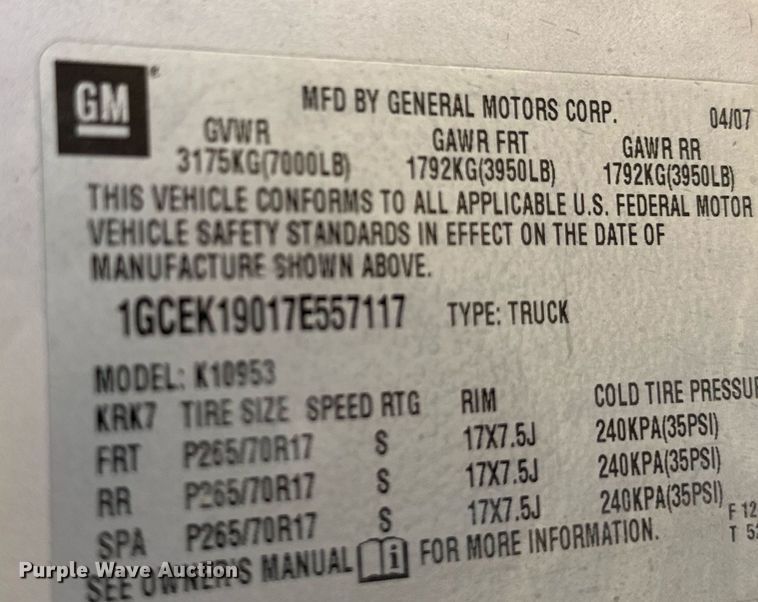 GM®
MFD BY GENERAL MOTORS CORP. 04/07
GVWR GAWR FRT GAWR RR
3175KG(7000LB) 1792KG(3950LB) 1792KG(3950LB)
THIS VEHICLE CONFORMS TO ALL APPLICABLE U.S. FEDERAL MOTOR
VEHICLE SAFETY STANDARDS IN EFFECT ON THE DATE OF
MANUFACTURE SHOWN ABOVE.
1GCEK19017E557117 TYPE: TRUCK
MODEL: K10953
KRK7 TIRE SIZE SPEED RTG RIM COLD TIRE PRESSU
FRT P265/70R17 S 17X7.5J 240KPA(35PSI)
RR P265/70R17 S 17X7.5J 240KPA(35PSI)
SPA P265/70R17 S 17X7.5J 240KPA(35PSI)
SEE OWNER'S MANUAL i FOR MORE INFORMATION.
F 12
T 52
Purple Wave Auction